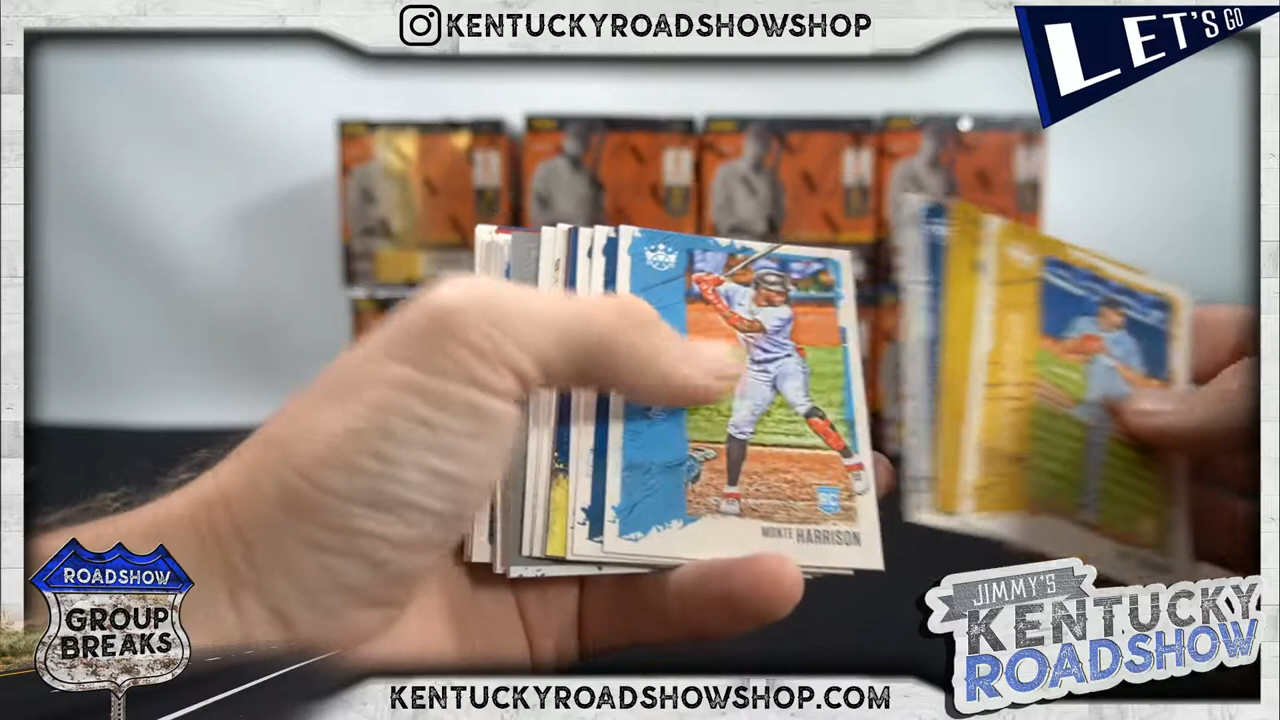 KENTUCKYROADSHOWSHOP
LET'S GO
MONTE HARRISON
RC
ROADSHOW
GROUP
BREAKS
JIMMY'S
KENTUCKY
ROADSHOW
KENTUCKYROADSHOWSHOP.COM